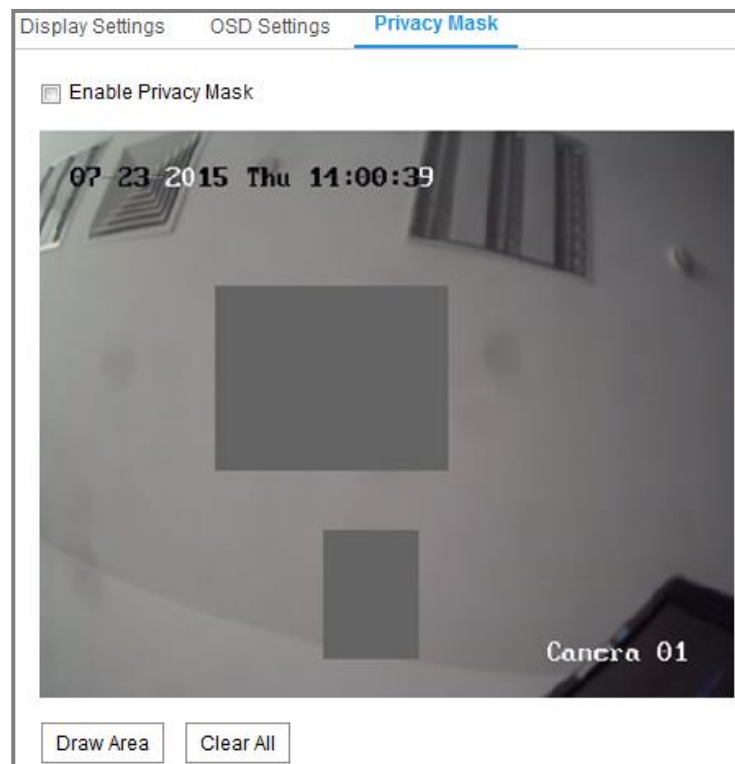 Display Settings OSD Settings Privacy Mask
Enable Privacy Mask
07-23-2015 Thu 14:00:39
Camera 01
Draw Area Clear All